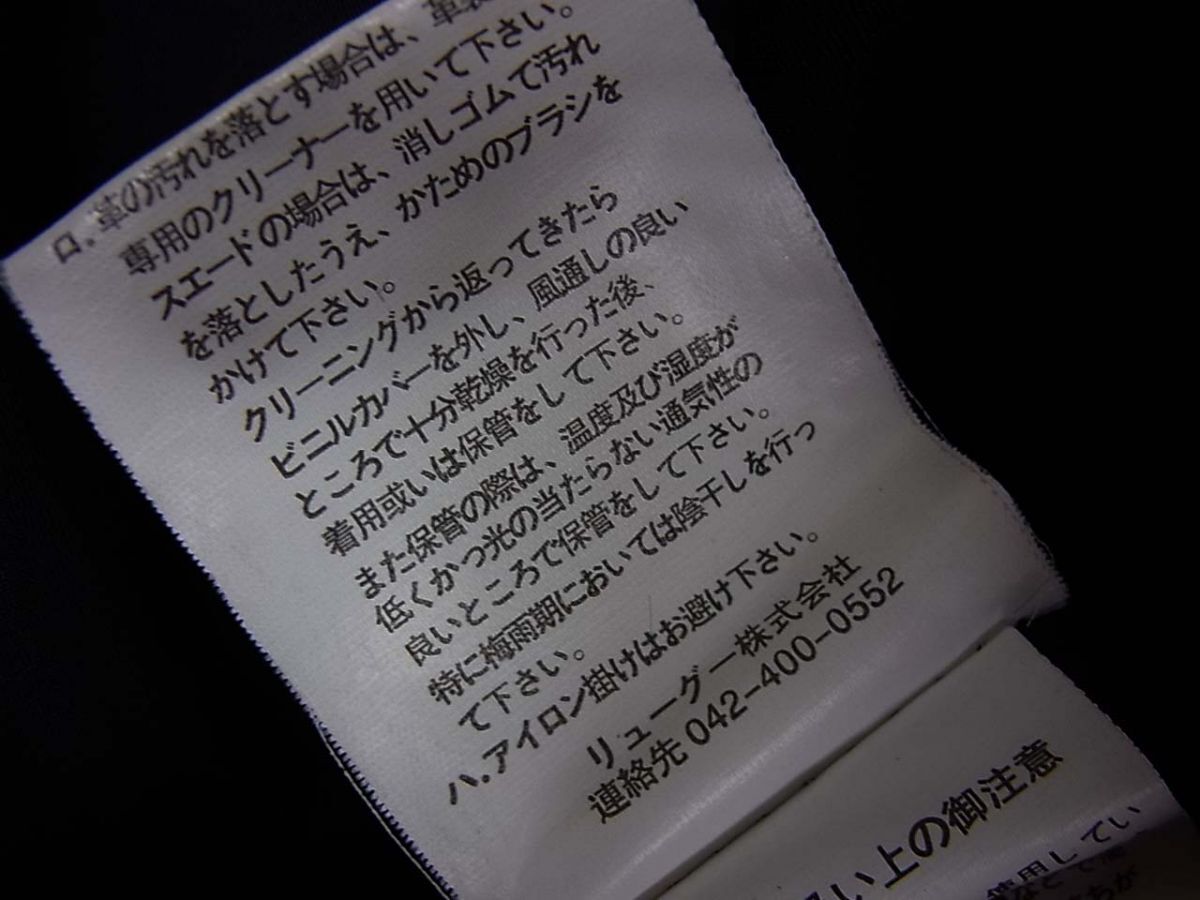 ロ.革の汚れを落とす場合は、革
専用のクリーナーを用いて下さい。
スエードの場合は、消しゴムで汚れ
を落としたうえ、かためのブラシを
かけて下さい。
クリーニングから返ってきたら
ビニルカバーを外し、風通しの良い
ところで十分乾燥を行った後、
着用或いは保管をして下さい。
また保管の際は、温度及び湿度が
低くかつ光の当たらない通気性の
良いところで保管をして下さい。
特に梅雨期においては陰干しを行っ
て下さい。
ハ.アイロン掛けはお避け下さい。
リューグー株式会社
連絡先 042-400-0552
い上の御注意
使用してい